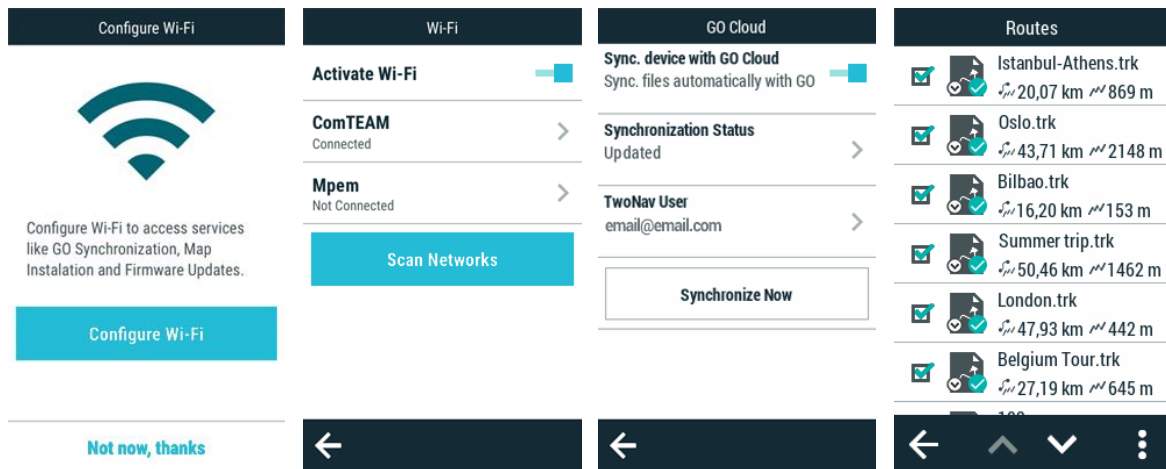 Configure Wi-Fi
Configure Wi-Fi to access services
like GO Synchronization, Map
Instalation and Firmware Updates.
Configure Wi-Fi
Not now, thanks
Wi-Fi
Activate Wi-Fi
ComTEAM
Connected
Mpem
Not Connected
Scan Networks
GO Cloud
Sync. device with GO Cloud
Sync. files automatically with GO
Synchronization Status
Updated
TwoNav User
email@email.com
Synchronize Now
Routes
Istanbul-Athens.trk
20,07 km 869 m
Oslo.trk
43,71 km 2148 m
Bilbao.trk
16,20 km 153 m
Summer trip.trk
50,46 km 1462 m
London.trk
47,93 km 442 m
Belgium Tour.trk
27,19 km 645 m